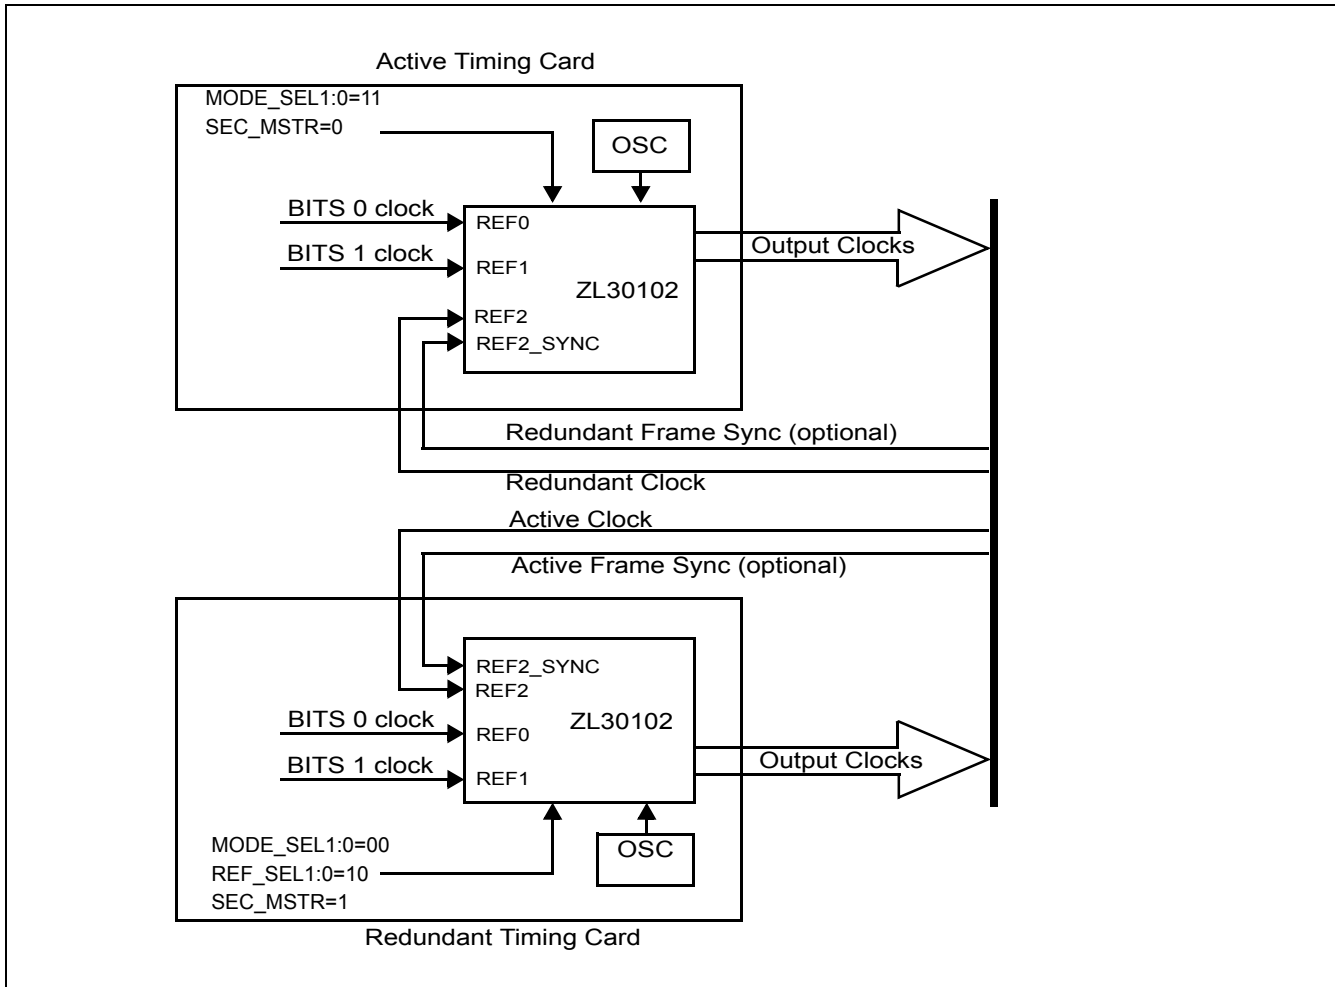 Active Timing Card
MODE_SEL1:0=11
SEC_MSTR=0
OSC
BITS 0 clock
REF0
BITS 1 clock
REF1
ZL30102
REF2
REF2_SYNC
Output Clocks
Redundant Frame Sync (optional)
Redundant Clock
Active Clock
Active Frame Sync (optional)
REF2_SYNC
REF2
BITS 0 clock
REF0
ZL30102
BITS 1 clock
REF1
Output Clocks
MODE_SEL1:0=00
REF_SEL1:0=10
SEC_MSTR=1
OSC
Redundant Timing Card